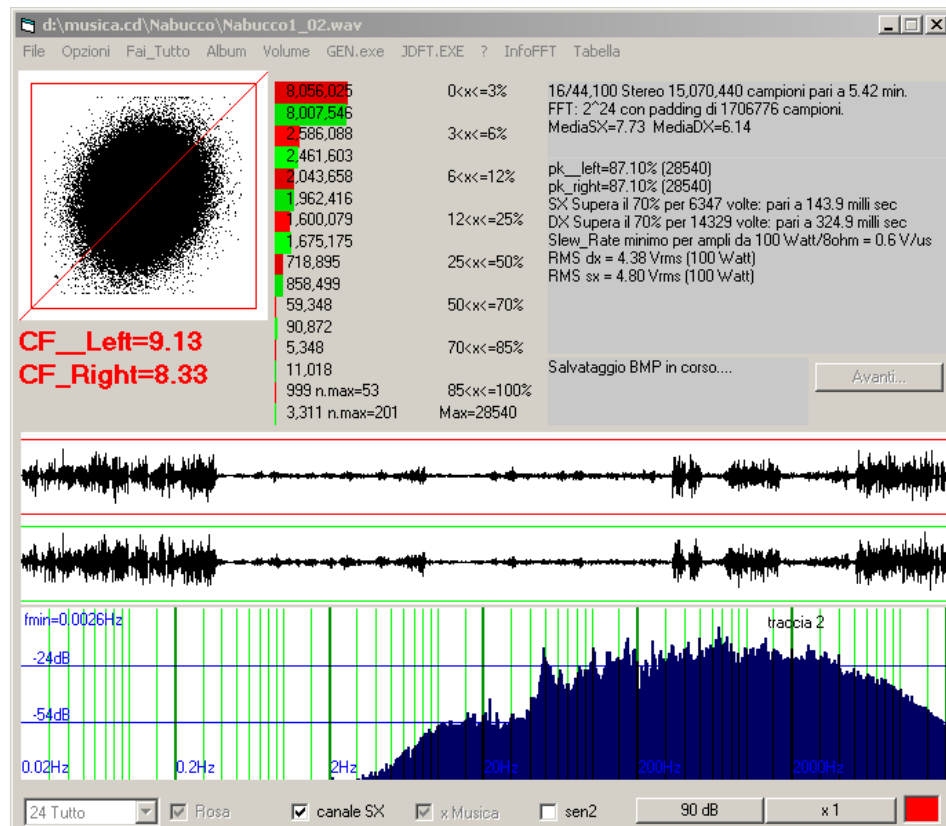 d:\musica.cd\Nabucco\Nabucco1_02.wav
File Opzioni Fai_Tutto Album Volume GEN.exe JDFT.EXE ? InfoFFT Tabella
8,056,025 0<x<=3%
8,007,546
2,586,088 3<x<=6%
2,461,603
2,043,658 6<x<=12%
1,962,416
1,600,079 12<x<=25%
1,675,175
718,895 25<x<=50%
858,499
59,348 50<x<=70%
90,872
5,348 70<x<=85%
11,018
999 n.max=53 85<x<=100%
3,311 n.max=201 Max=28540
CF__Left=9.13
CF_Right=8.33
16/44,100 Stereo 15,070,440 campioni pari a 5.42 min.
FFT: 2^24 con padding di 1706776 campioni.
MediaSX=7.73 MediaDX=6.14
pk__left=87.10% (28540)
pk_right=87.10% (28540)
SX Supera il 70% per 6347 volte: pari a 143.9 milli sec
DX Supera il 70% per 14329 volte: pari a 324.9 milli sec
Slew_Rate minimo per ampli da 100 Watt/8ohm = 0.6 V/us
RMS dx = 4.38 Vrms (100 Watt)
RMS sx = 4.80 Vrms (100 Watt)
Salvataggio BMP in corso....
Avanti...
fmin=0.0026Hz
traccia 2
-24dB
-54dB
0.02Hz 0.2Hz 2Hz 20Hz 200Hz 2000Hz
24 Tutto Rosa canale SX x Musica sen2 90 dB x 1